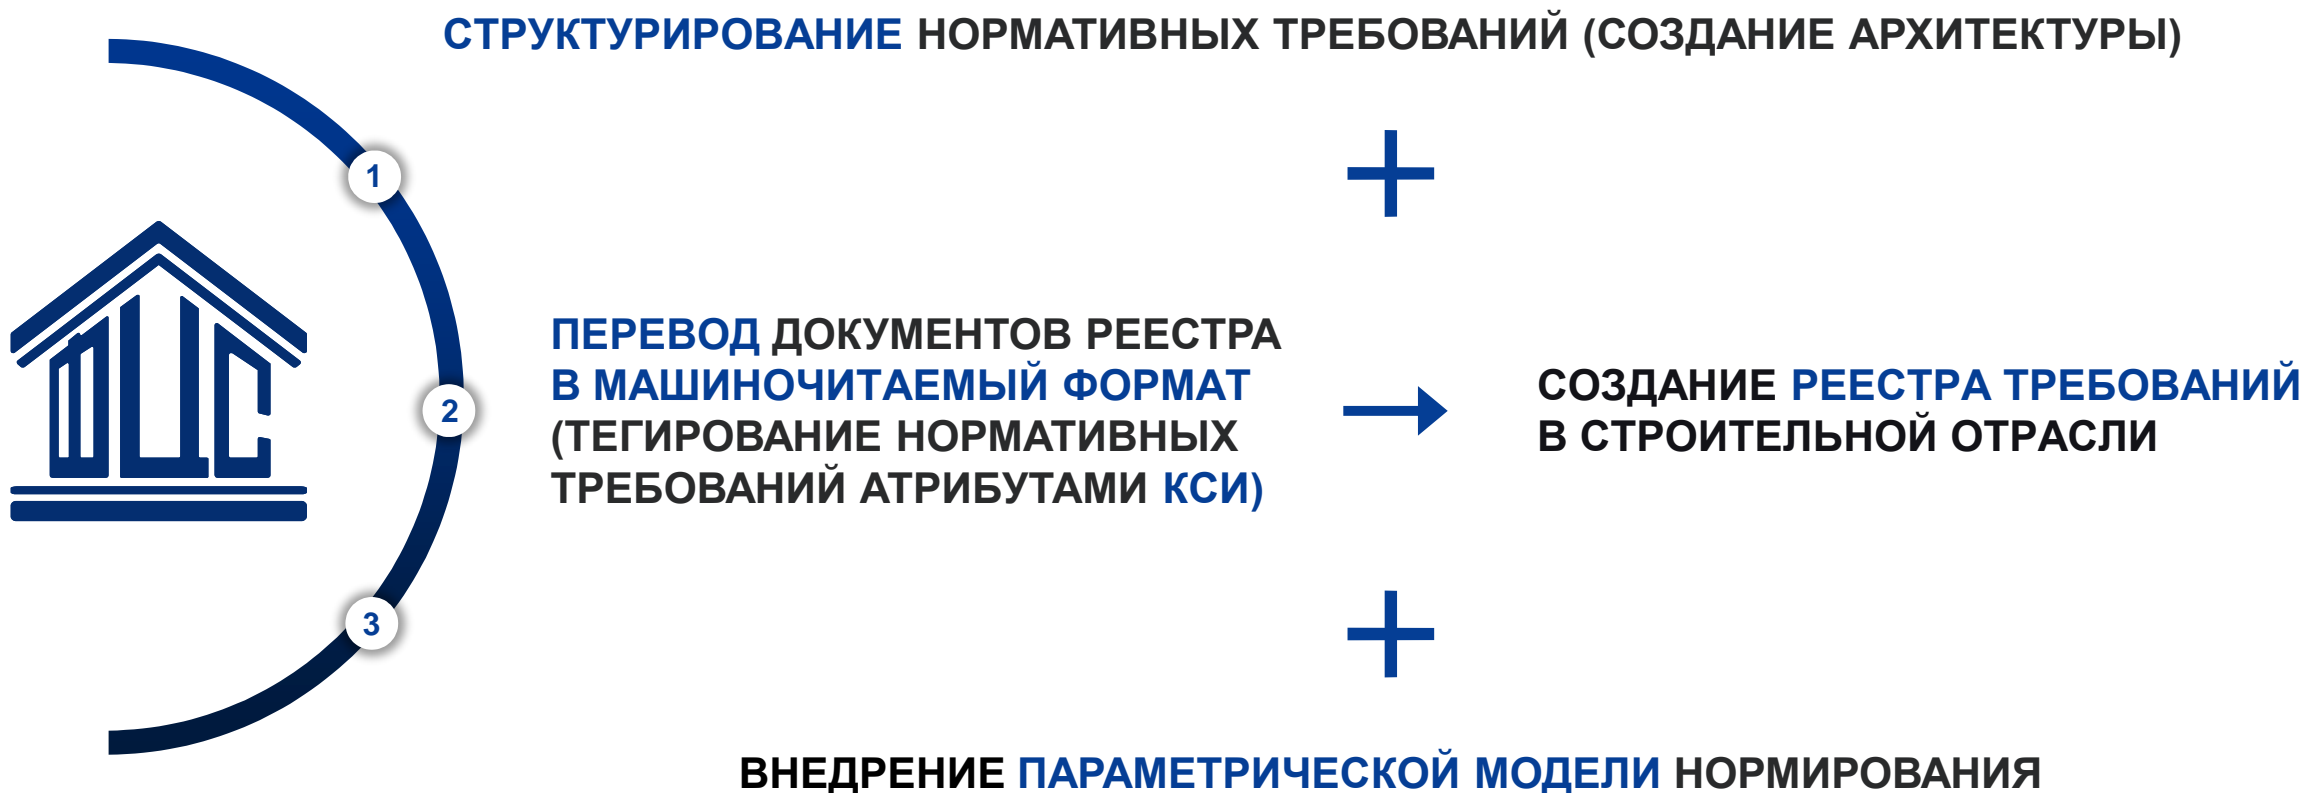 СТРУКТУРИРОВАНИЕ НОРМАТИВНЫХ ТРЕБОВАНИЙ (СОЗДАНИЕ АРХИТЕКТУРЫ)
1
ФЦС
2
ПЕРЕВОД ДОКУМЕНТОВ РЕЕСТРА
В МАШИНОЧИТАЕМЫЙ ФОРМАТ
(ТЕГИРОВАНИЕ НОРМАТИВНЫХ
ТРЕБОВАНИЙ АТРИБУТАМИ КСИ)
СОЗДАНИЕ РЕЕСТРА ТРЕБОВАНИЙ
В СТРОИТЕЛЬНОЙ ОТРАСЛИ
3
ВНЕДРЕНИЕ ПАРАМЕТРИЧЕСКОЙ МОДЕЛИ НОРМИРОВАНИЯ